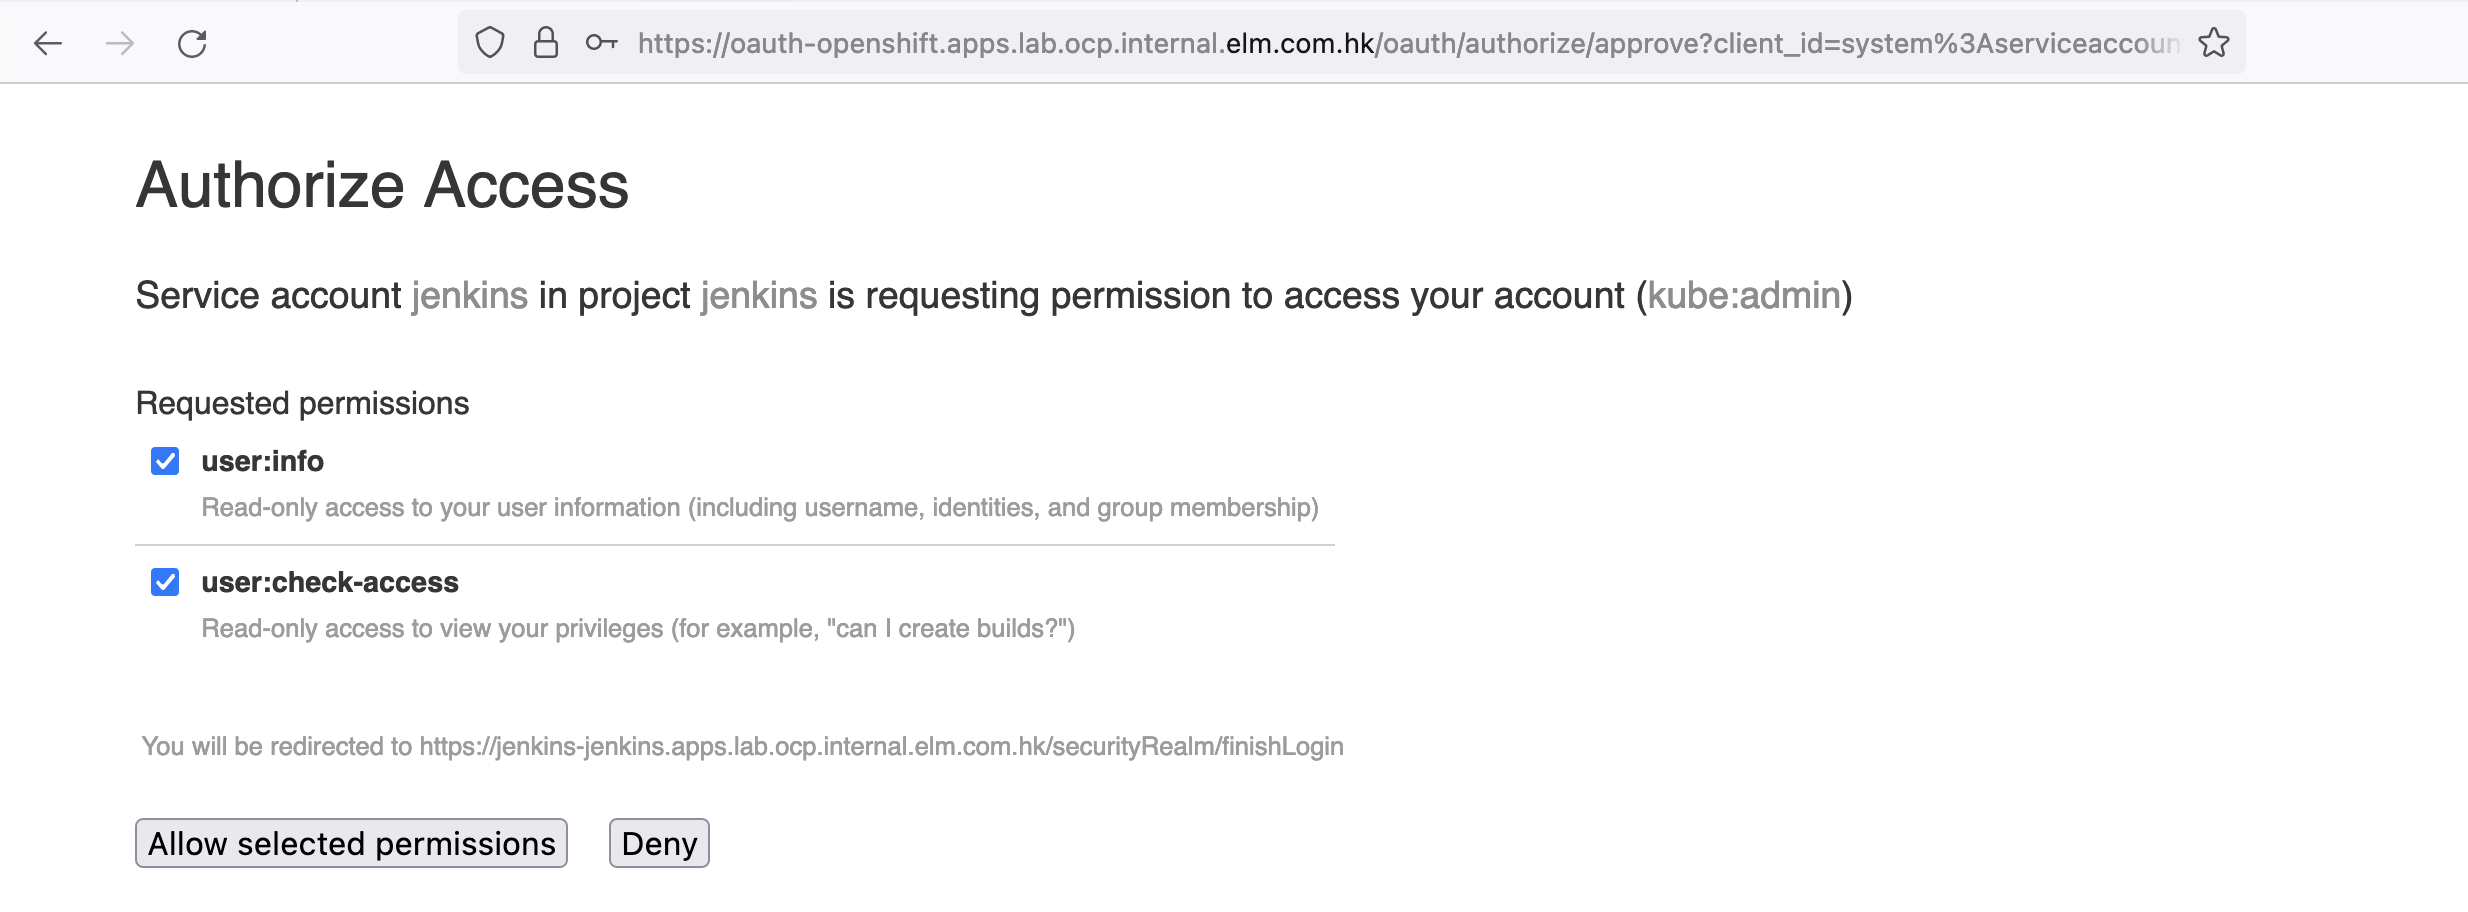 https://oauth-openshift.apps.lab.ocp.internal.elm.com.hk/oauth/authorize/approve?client_id=system%3Aserviceaccoun
Authorize Access
Service account jenkins in project jenkins is requesting permission to access your account (kube:admin)
Requested permissions
user:info
Read-only access to your user information (including username, identities, and group membership)
user:check-access
Read-only access to view your privileges (for example, "can I create builds?")
You will be redirected to https://jenkins-jenkins.apps.lab.ocp.internal.elm.com.hk/securityRealm/finishLogin
Allow selected permissions Deny